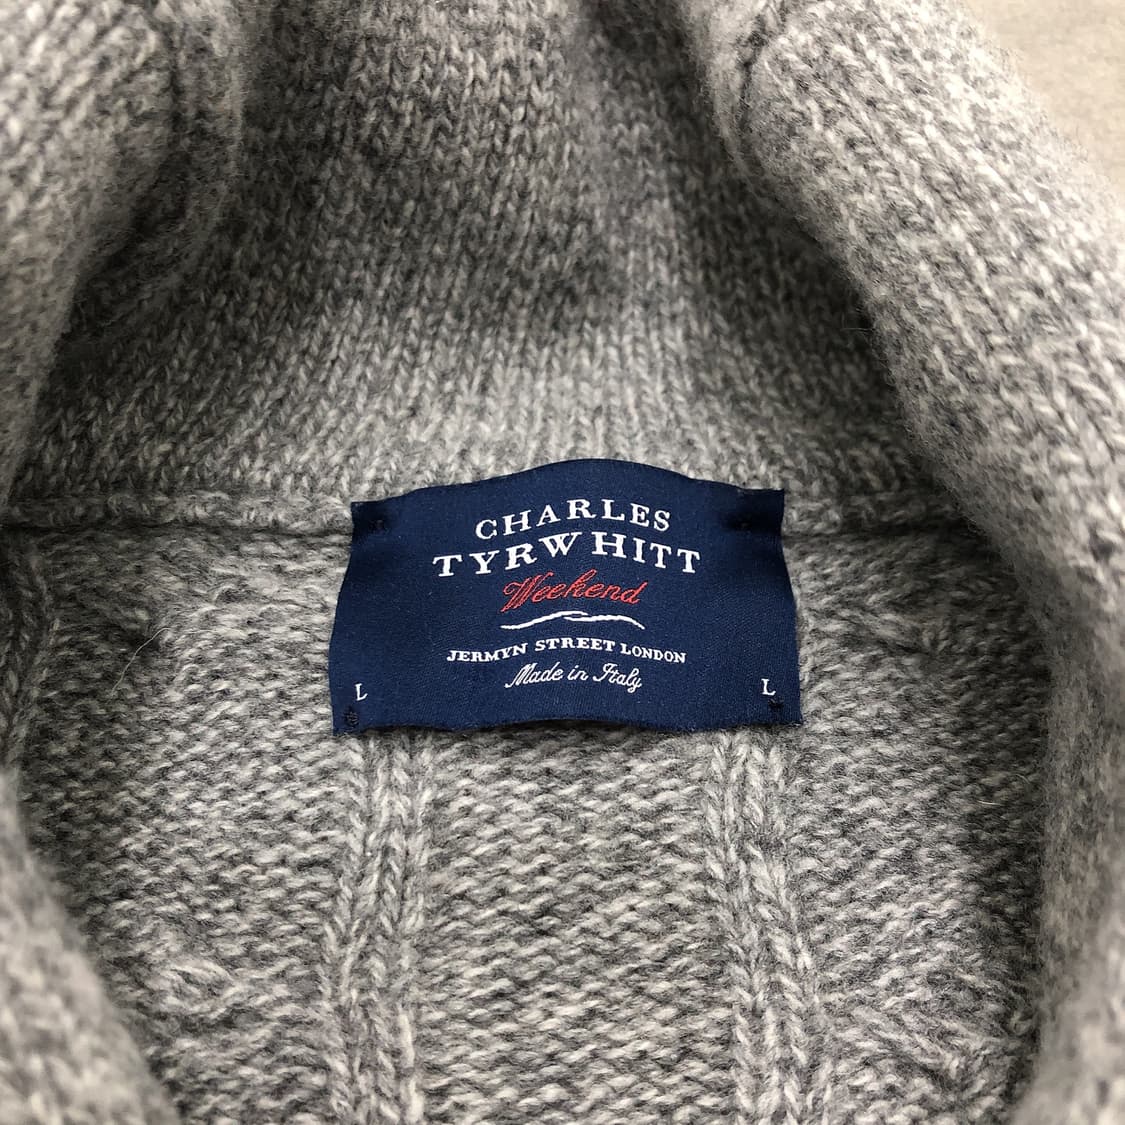 CHARLES
TYRWHITT
Weekend
JERMYN STREET LONDON
Made in Italy
L L